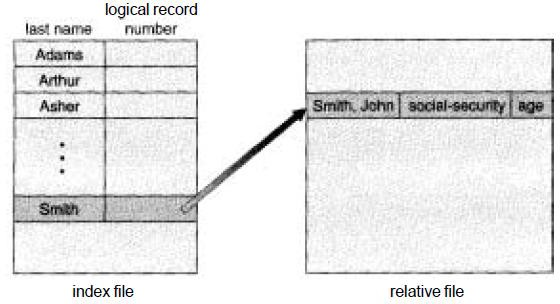 logical record
last name number
Adams
Arthur
Asher
Smith
Smith, John social-security age
index file relative file